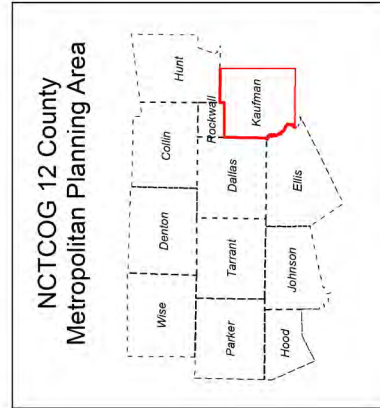 NCTCOG 12 County
Metropolitan Planning Area
Wise
Denton
Collin
Hunt
Parker
Tarrant
Dallas
Rockwall
Kaufman
Hood
Johnson
Ellis